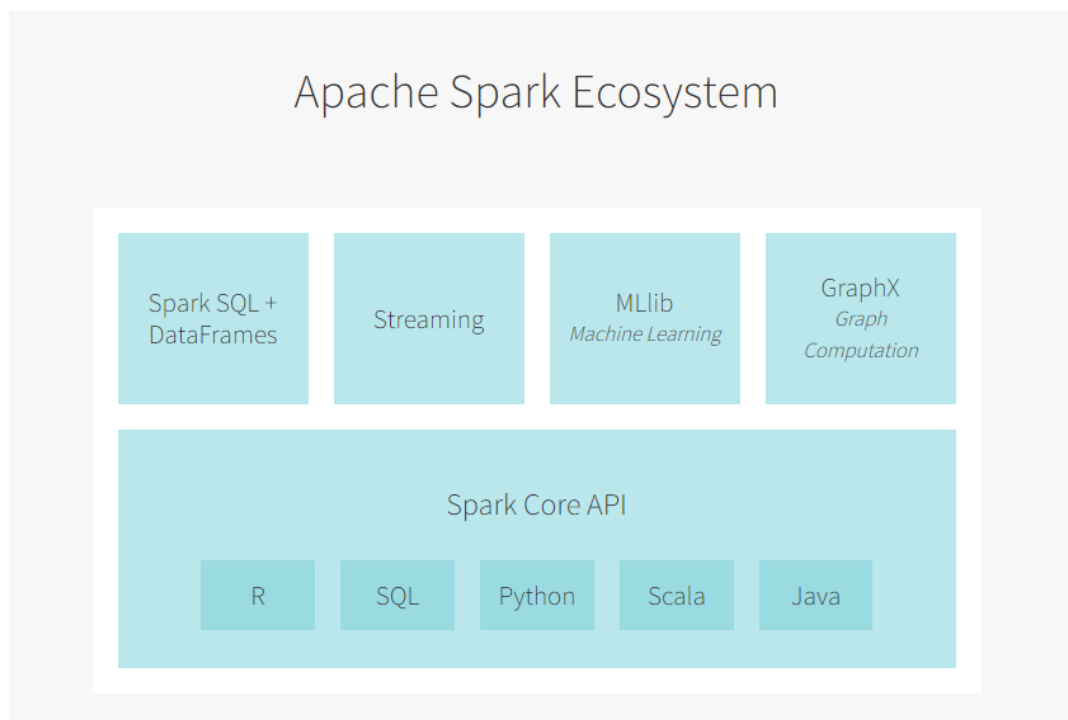 Apache Spark Ecosystem
Spark SQL +
DataFrames
Streaming
MLlib
Machine Learning
GraphX
Graph
Computation
Spark Core API
R
SQL
Python
Scala
Java